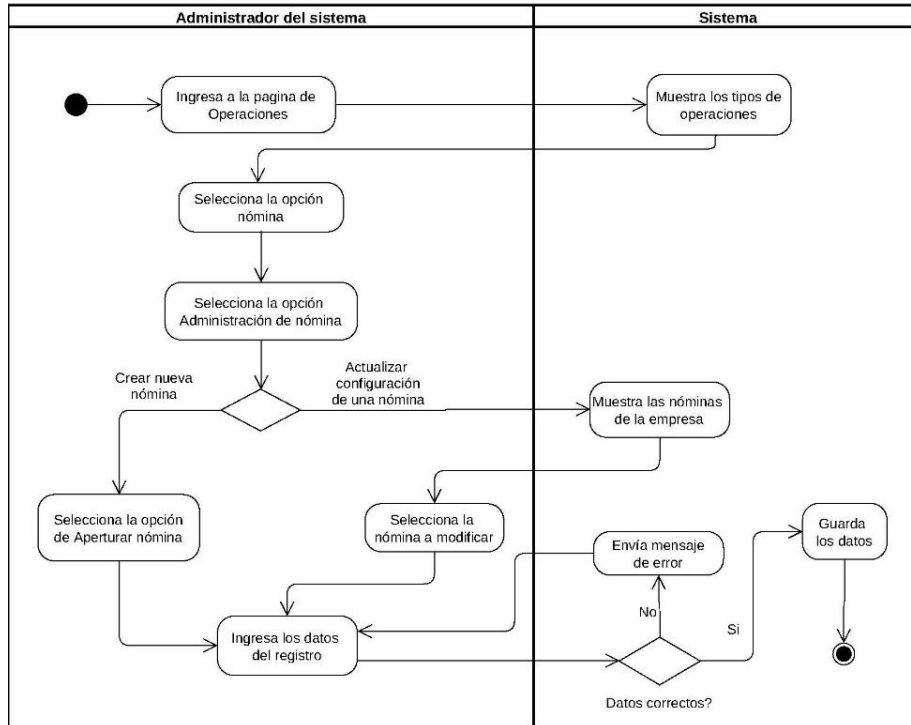 Administrador del sistema
Sistema
Ingresa a la pagina de
Operaciones
Muestra los tipos de
operaciones
Selecciona la opción
nómina
Selecciona la opción
Administración de nómina
Crear nueva
nómina
Actualizar
configuración
de una nómina
Muestra las nóminas
de la empresa
Selecciona la opción
de Aperturar nómina
Selecciona la
nómina a modificar
Envía mensaje
de error
Guarda
los datos
No
Si
Ingresa los datos
del registro
Datos correctos?